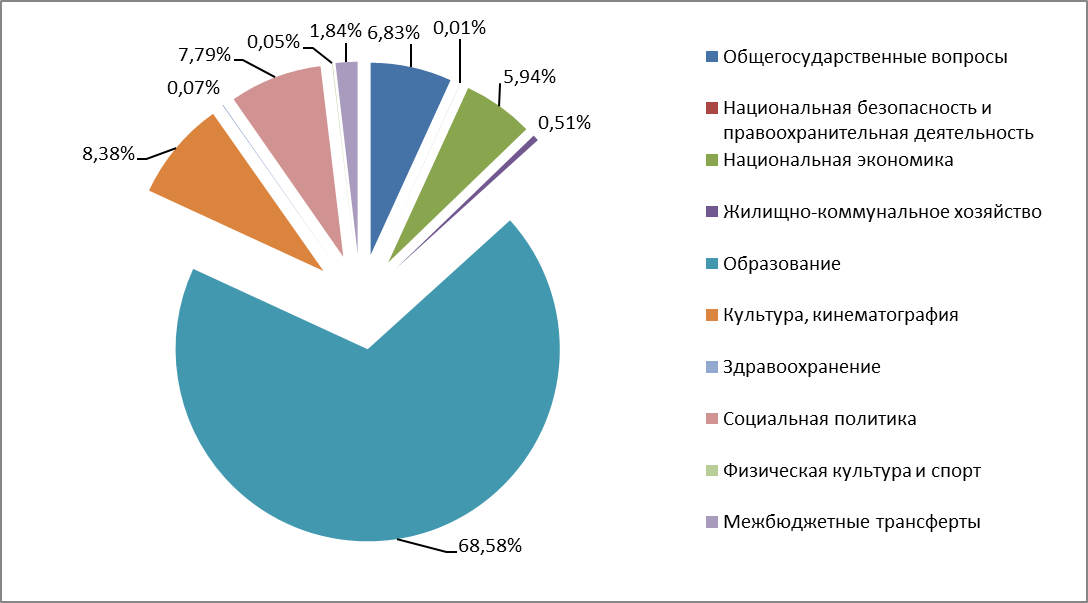 1,84%
6,83%
0,01%
0,05%
7,79%
5,94%
0,07%
0,51%
8,38%
68,58%
Общегосударственные вопросы
Национальная безопасность и
правоохранительная деятельность
Национальная экономика
Жилищно-коммунальное хозяйство
Образование
Культура, кинематография
Здравоохранение
Социальная политика
Физическая культура и спорт
Межбюджетные трансферты